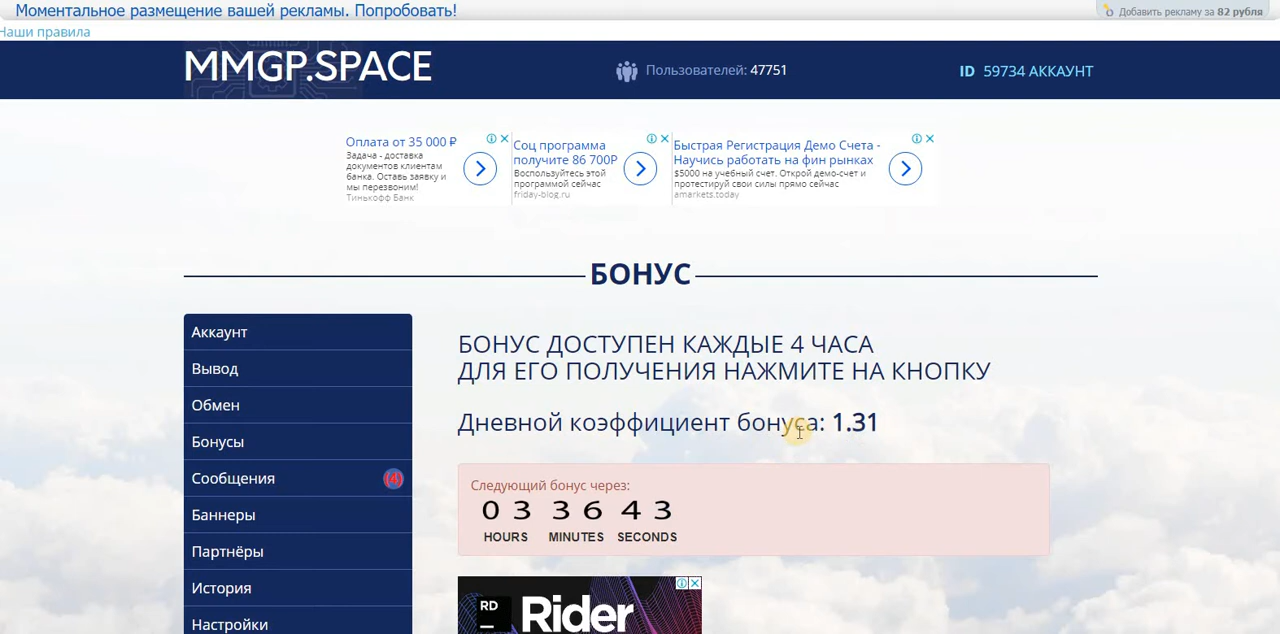 Моментальное размещение вашей рекламы. Попробовать!
Добавить рекламу за 82 рубля
Наши правила
MMGP.SPACE
Пользователей: 47751
ID 59734 АККАУНТ
Оплата от 35 000 ₽
Задача - доставка
документов клиентам
банка. Оставь заявку и
мы перезвоним!
Тинькофф Банк
Соц программа
получите 86 700Р
Воспользуйтесь этой
программой сейчас
friday-blog.ru
Быстрая Регистрация Демо Счета -
Научись работать на фин рынках
$5000 на учебный счет. Открой демо-счет и
протестируй свои силы прямо сейчас
amarkets.today
БОНУС
Аккаунт
Вывод
Обмен
Бонусы
Сообщения (4)
Баннеры
Партнёры
История
Настройки
БОНУС ДОСТУПЕН КАЖДЫЕ 4 ЧАСА
ДЛЯ ЕГО ПОЛУЧЕНИЯ НАЖМИТЕ НА КНОПКУ
Дневной коэффициент бонуса: 1.31
Следующий бонус через:
03 36 43
HOURS MINUTES SECONDS
RD
Rider